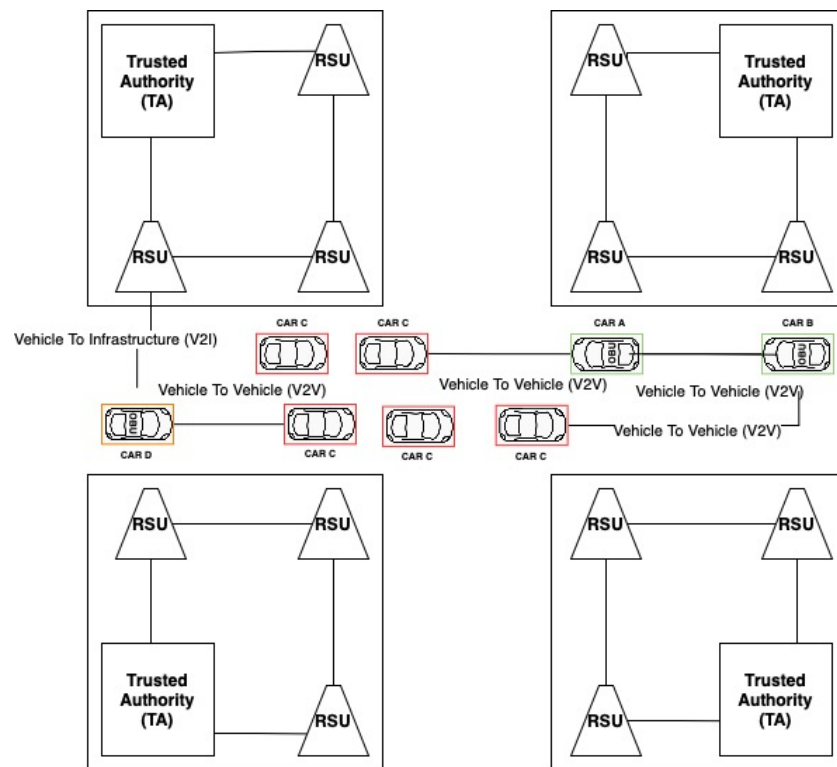 Trusted
Authority
(TA)
RSU
RSU
RSU
RSU
Trusted
Authority
(TA)
RSU
RSU
CAR C
CAR C
CAR A
CAR B
Vehicle To Infrastructure (V2I)
OBU
OBU
Vehicle To Vehicle (V2V)
Vehicle To Vehicle (V2V)
Vehicle To Vehicle (V2V)
OBU
Vehicle To Vehicle (V2V)
CAR D
CAR C
CAR C
CAR C
RSU
RSU
Trusted
Authority
(TA)
RSU
RSU
RSU
RSU
Trusted
Authority
(TA)